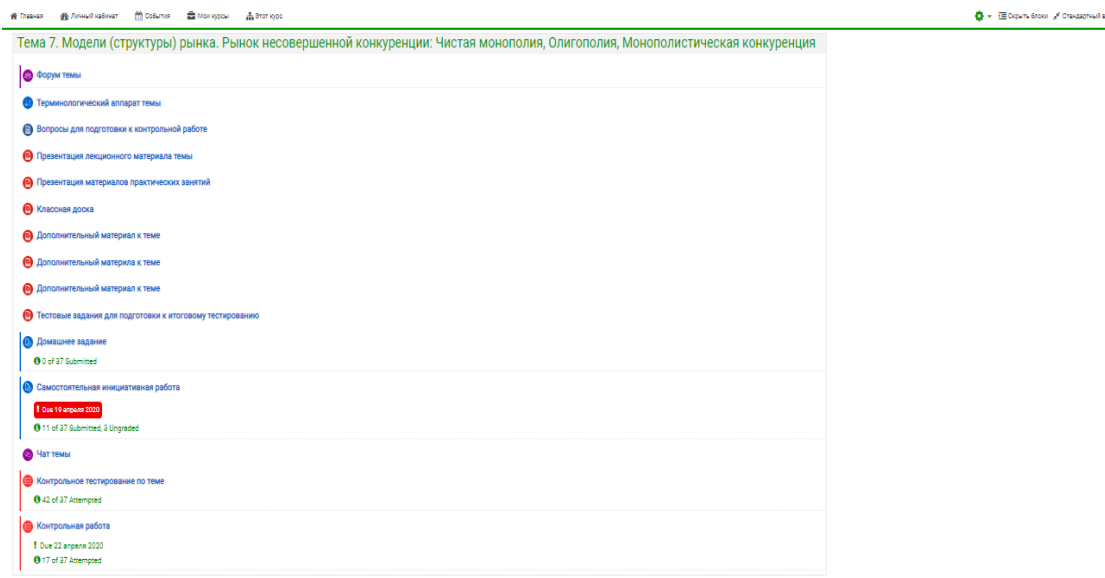 Главная Личный кабинет События Мои курсы Этот курс Скрыть блоки Стандартный в
Тема 7. Модели (структуры) рынка. Рынок несовершенной конкуренции: Чистая монополия, Олигополия, Монополистическая конкуренция
Форум темы
Терминологический аппарат темы
Вопросы для подготовки к контрольной работе
Презентация лекционного материала темы
Презентация материалов практических занятий
Классная доска
Дополнительный материал к теме
Дополнительный материла к теме
Дополнительный материал к теме
Тестовые задания для подготовки к итоговому тестированию
Домашнее задание
0 of 37 Submitted
Самостоятельная инициативная работа
Due 19 апреля 2020
11 of 37 Submitted, 3 Ungraded
Чат темы
Контрольное тестирование по теме
42 of 37 Attempted
Контрольная работа
Due 22 апреля 2020
17 of 37 Attempted